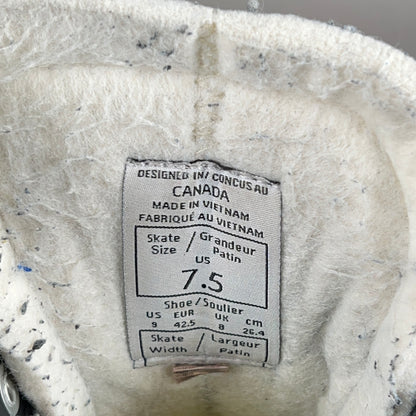 DESIGNED IN/ CONCUS AU
CANADA
MADE IN VIETNAM
FABRIQUÉ AU VIETNAM
Skate / Grandeur
Size Patin
US
7.5
Shoe/Soulier
US EUR UK cm
9 42.5 8 26.4
Skate / Largeur
Width Patin